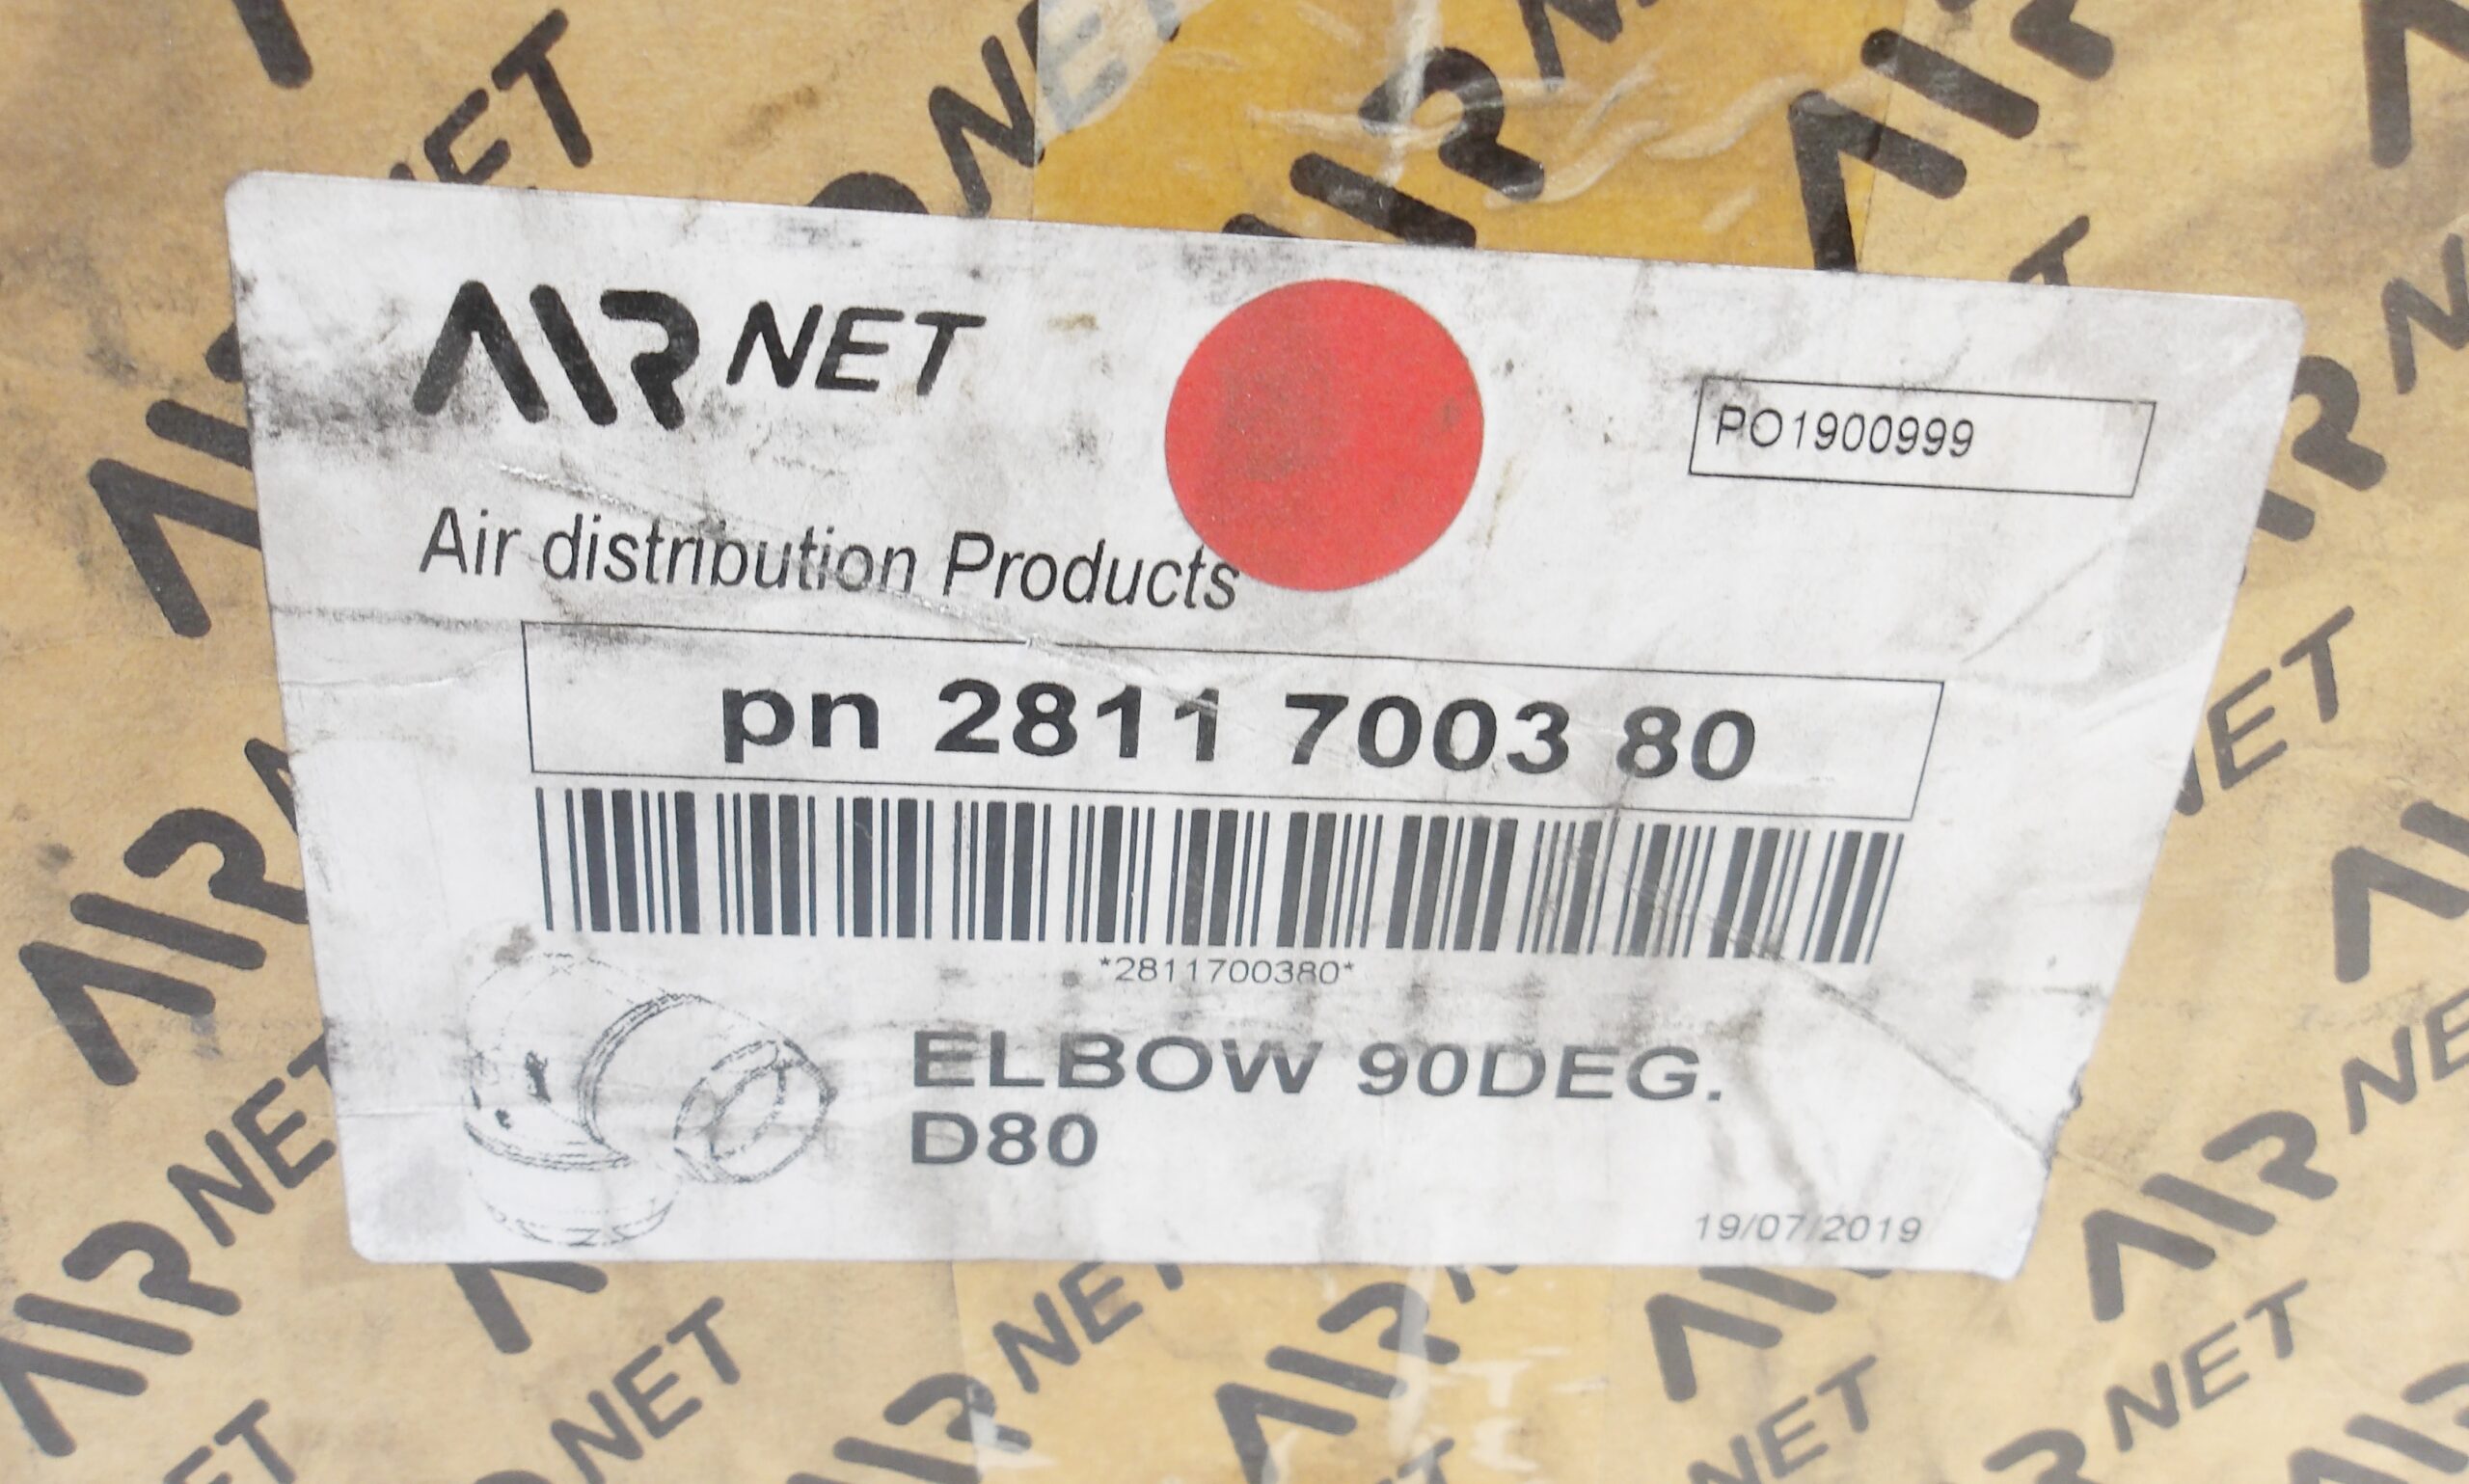 AIR NET
PO1900999
Air distribution Products
pn 2811 7003 80
*2811700380*
ELBOW 90DEG.
D80
19/07/2019